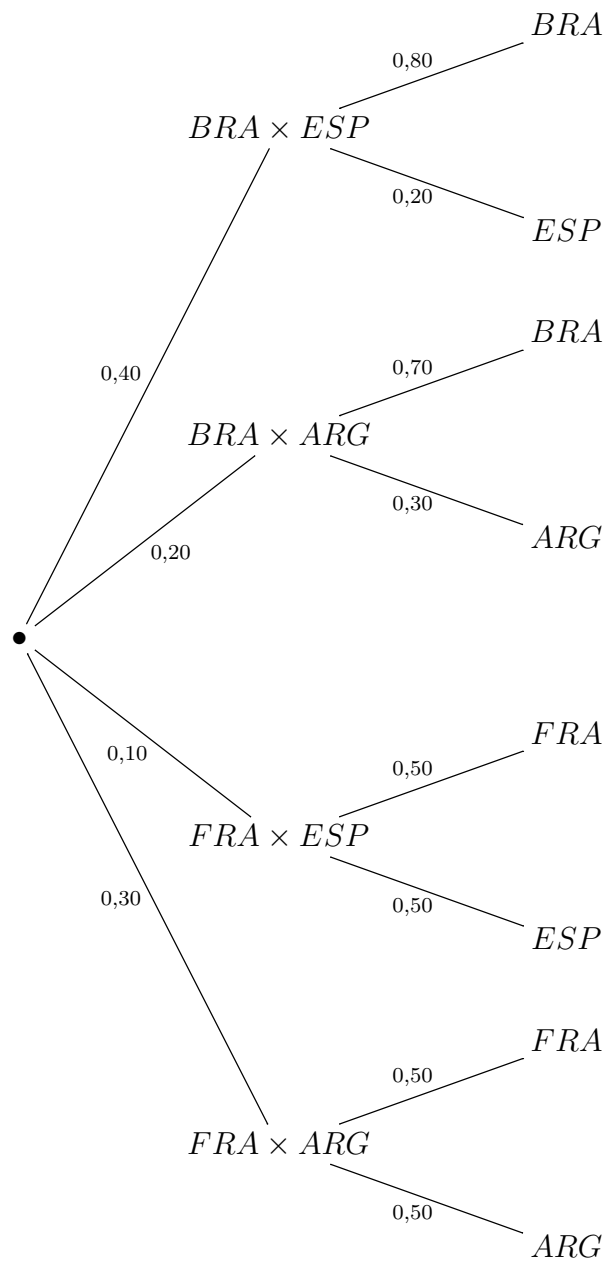 BRA
0,80
BRA × ESP
0,20
ESP
BRA
0,40
0,70
BRA × ARG
0,30
ARG
0,20
FRA
0,10
0,50
FRA × ESP
0,30
0,50
ESP
FRA
0,50
FRA × ARG
0,50
ARG